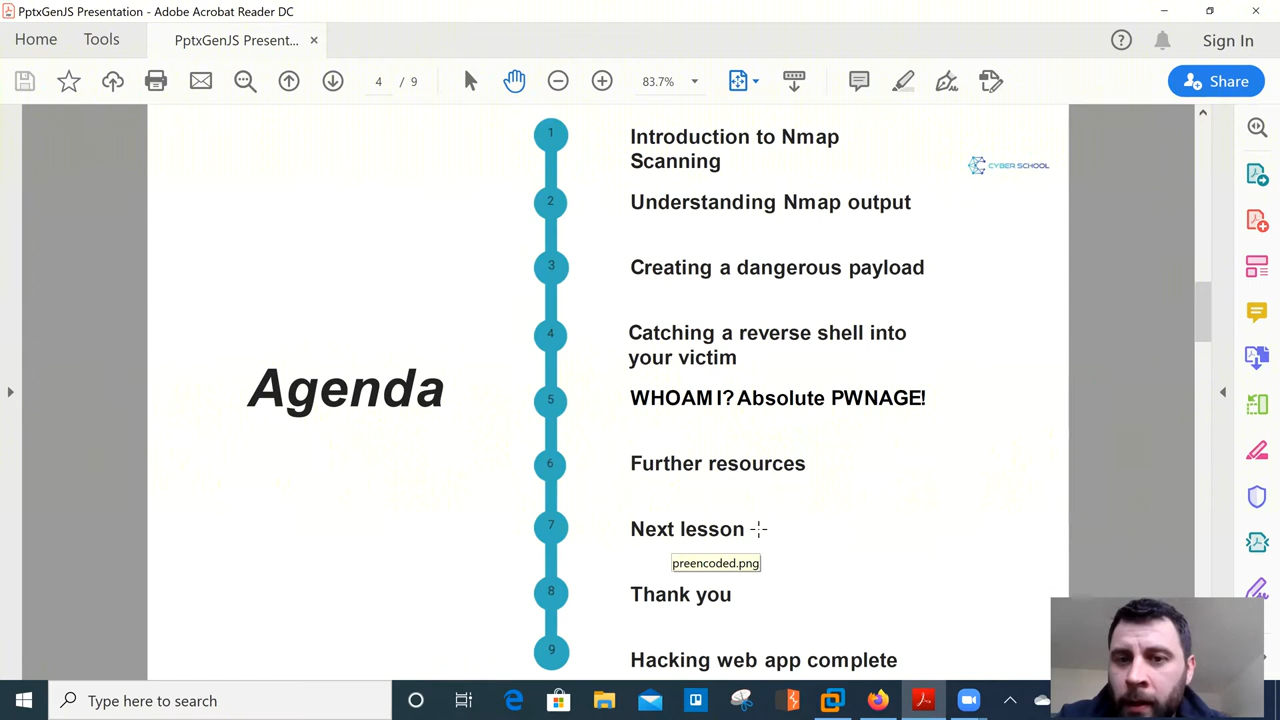 PptxGenJS Presentation - Adobe Acrobat Reader DC
Home
Tools
PptxGenJS Present...
Sign In
4 / 9
83.7%
Share
1
Introduction to Nmap
Scanning
CYBER SCHOOL
2
Understanding Nmap output
3
Creating a dangerous payload
4
Catching a reverse shell into
your victim
Agenda
5
WHOAM I? Absolute PWNAGE!
6
Further resources
7
Next lesson
preencoded.png
8
Thank you
9
Hacking web app complete
Type here to search